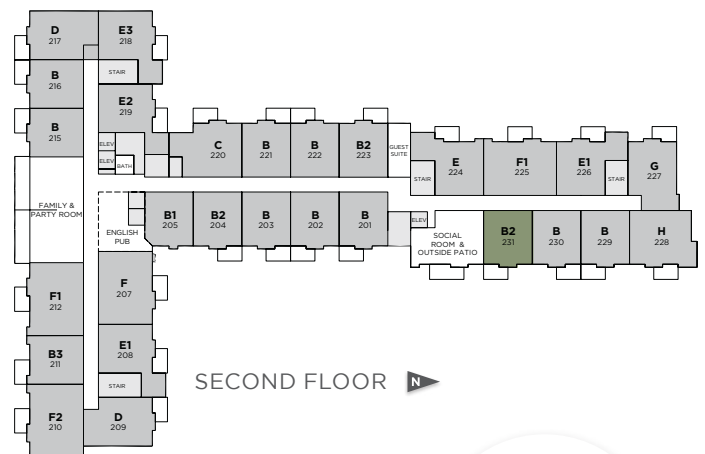 D
217
E3
218
STAIR
B
216
E2
219
B
215
ELEV
ELEV
BATH
C
220
B
221
B
222
B2
223
GUEST
SUITE
E
224
STAIR
F1
225
E1
226
STAIR
G
227
FAMILY &
PARTY ROOM
ENGLISH
PUB
B1
205
B2
204
B
203
B
202
B
201
ELEV
SOCIAL
ROOM &
OUTSIDE PATIO
B2
231
B
230
B
229
H
228
F1
212
F
207
B3
211
E1
208
STAIR
F2
210
D
209
SECOND FLOOR
N